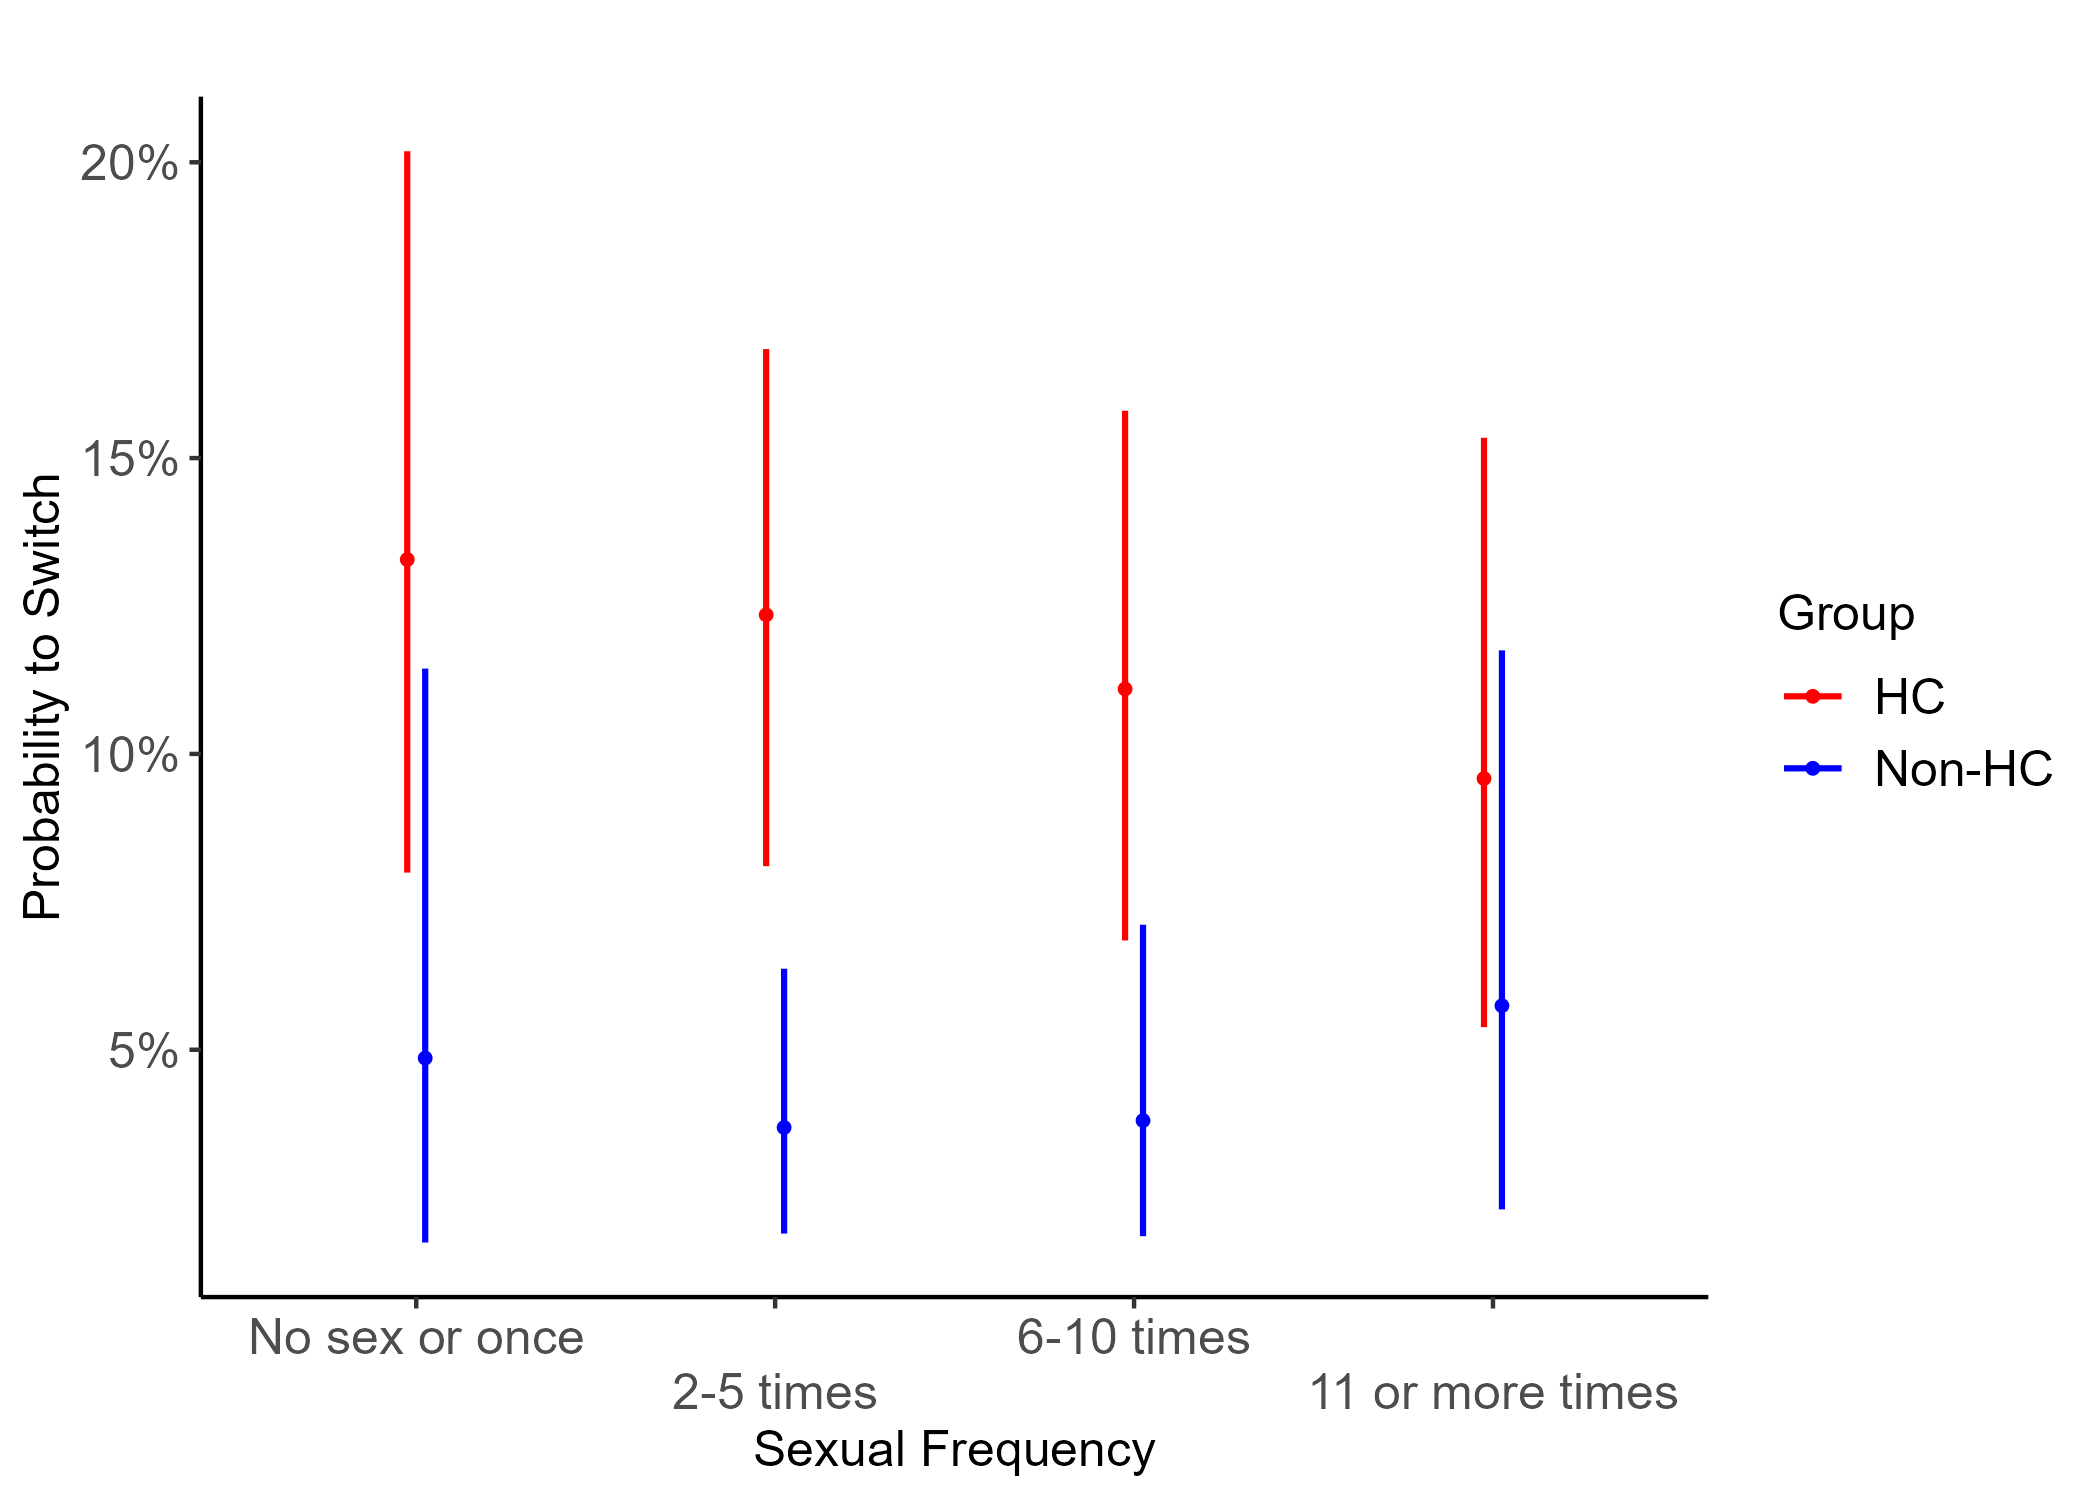 20%
15%
10%
5%
Probability to Switch
No sex or once
2-5 times
6-10 times
11 or more times
Sexual Frequency
Group
HC
Non-HC